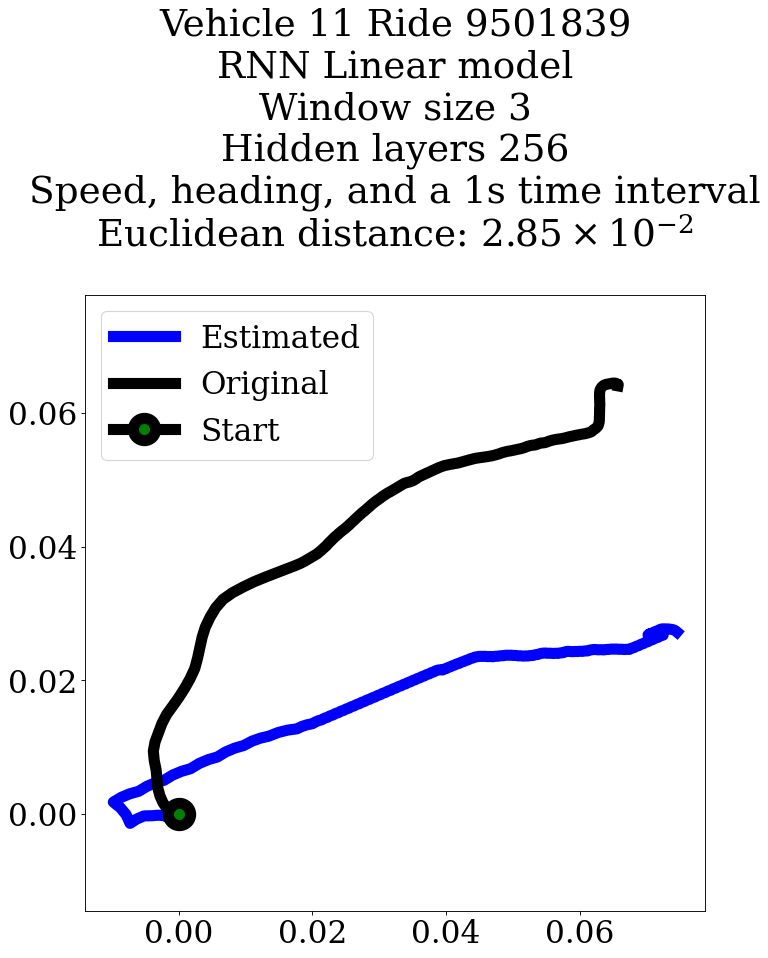 Vehicle 11 Ride 9501839
RNN Linear model
Window size 3
Hidden layers 256
Speed, heading, and a 1s time interval
Euclidean distance: 2.85 × 10⁻²
Estimated
Original
Start
0.06
0.04
0.02
0.00
0.00 0.02 0.04 0.06